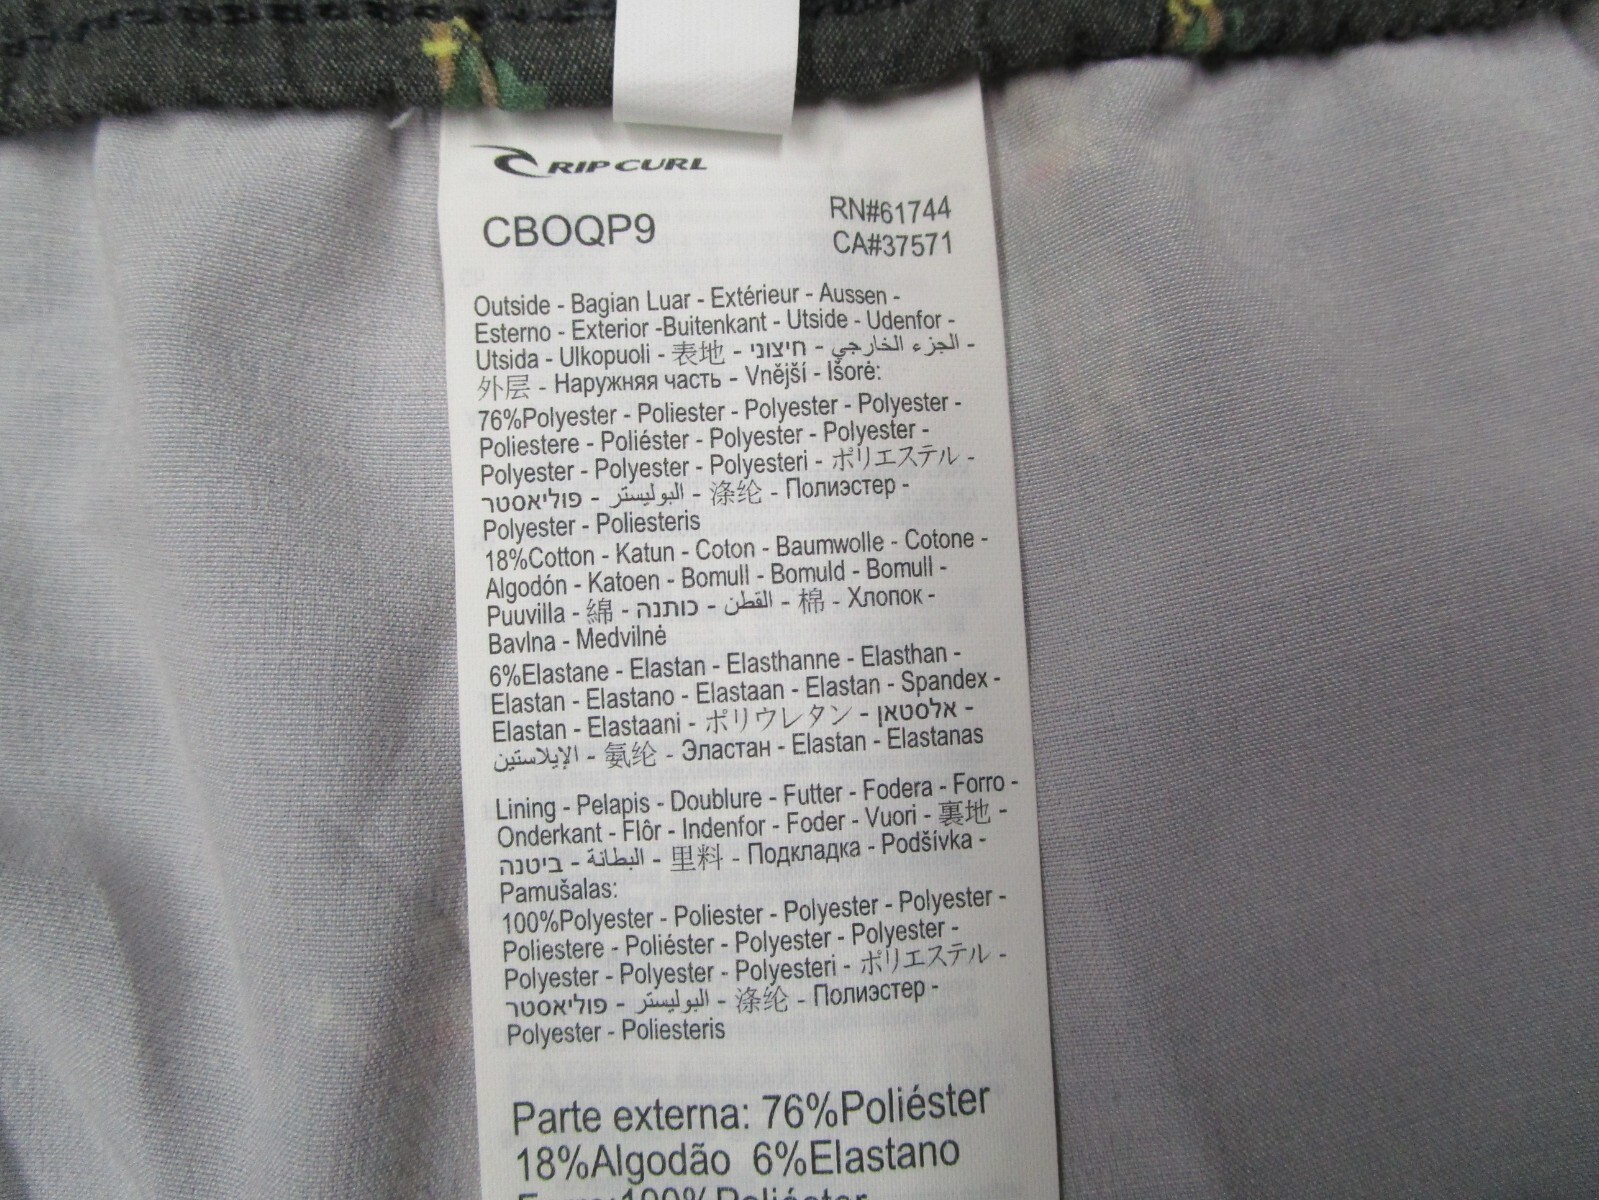 RIP CURL
CBOQP9
RN#61744
CA#37571
Outside - Bagian Luar - Extérieur - Aussen -
Esterno - Exterior -Buitenkant - Utside - Udenfor -
Utsida - Ulkopuoli - 表地 - חיצוני - الجزء الخارجي -
外层 - Наружняя часть - Vnější - Išorė:
76%Polyester - Poliester - Polyester - Polyester -
Poliestere - Poliéster - Polyester - Polyester -
Polyester - Polyester - Polyesteri - ポリエステル -
פוליאסטר - البوليستر - 涤纶 - Полиэстер -
Polyester - Poliesteris
18%Cotton - Katun - Coton - Baumwolle - Cotone -
Algodón - Katoen - Bomull - Bomuld - Bomull -
Puuvilla - 綿 - כותנה - القطن - 棉 - Хлопок -
Bavlna - Medvilnė
6%Elastane - Elastan - Elasthanne - Elasthan -
Elastan - Elastano - Elastaan - Elastan - Spandex -
Elastan - Elastaani - ポリウレタン - אלסטאן -
الإيلاستين - 氨纶 - Эластан - Elastan - Elastanas
Lining - Pelapis - Doublure - Futter - Fodera - Forro -
Onderkant - Flôr - Indenfor - Foder - Vuori - 裏地 -
ביטנה - البطانة - 里料 - Подкладка - Podšívka -
Pamušalas:
100%Polyester - Poliester - Polyester - Polyester -
Poliestere - Poliéster - Polyester - Polyester -
Polyester - Polyester - Polyesteri - ポリエステル -
פוליאסטר - البوليستر - 涤纶 - Полиэстер -
Polyester - Poliesteris
Parte externa: 76%Poliéster
18%Algodão 6%Elastano